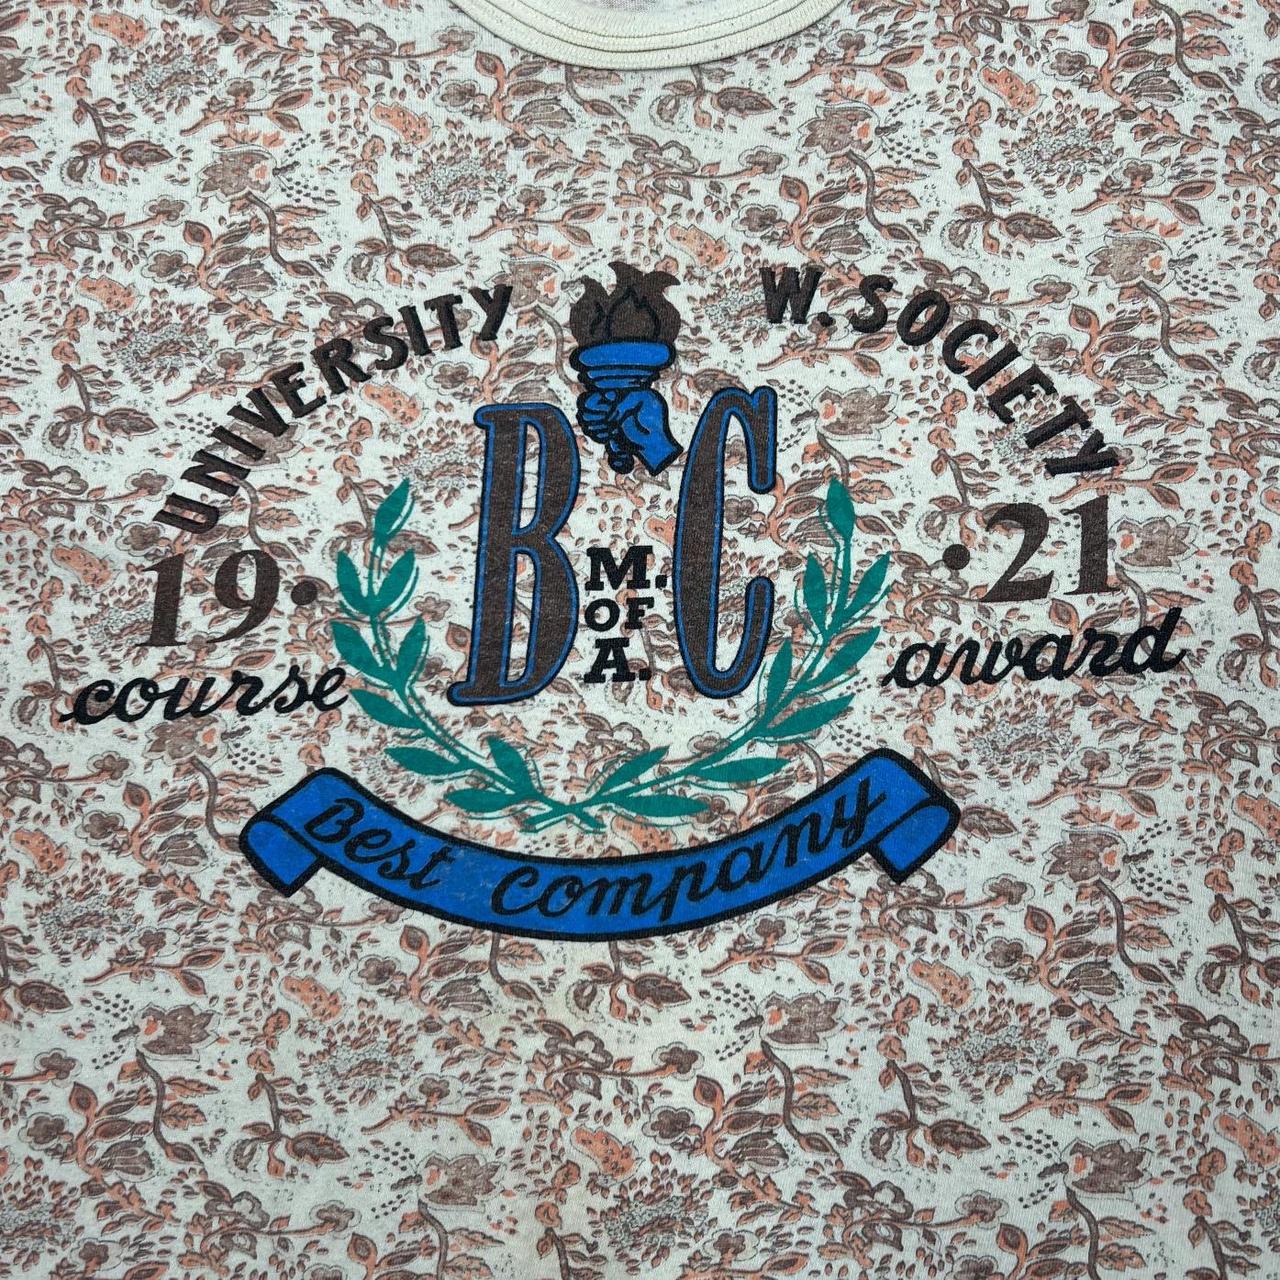 UNIVERSITY W. SOCIETY
B C
19. .21
M.
OF
A.
course award
Best Company